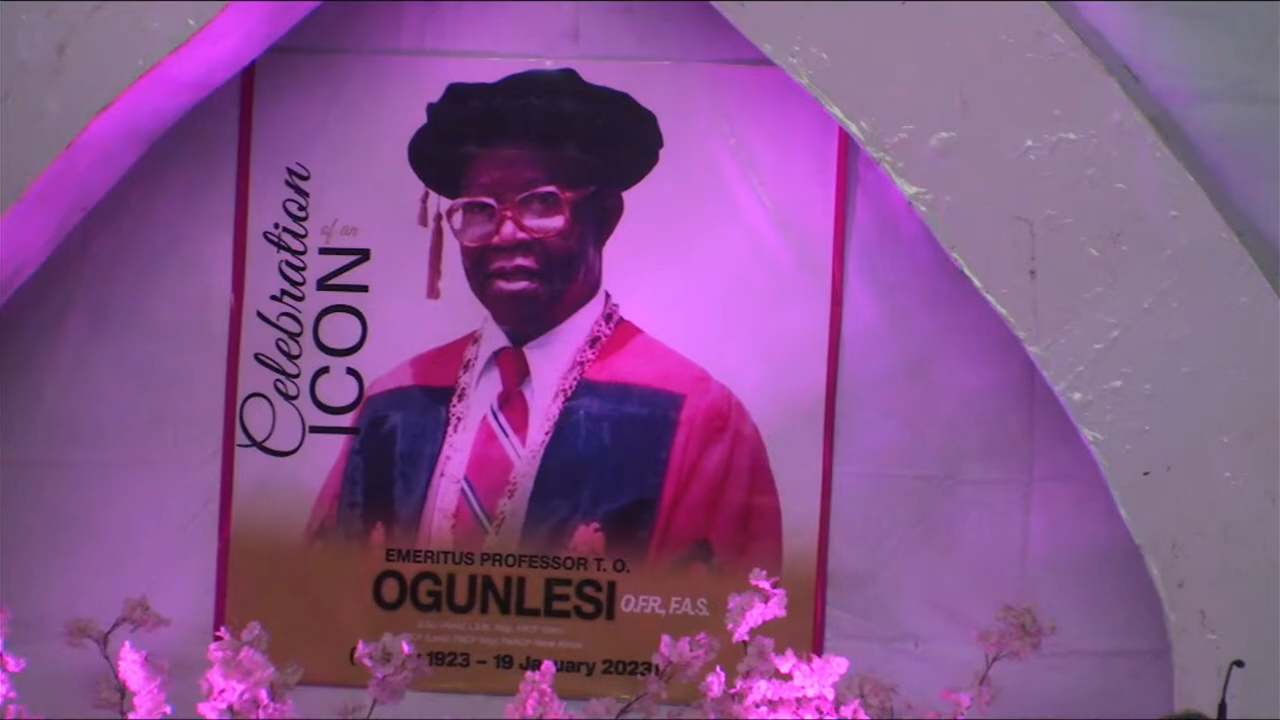 Celebration
of an
ICON
EMERITUS PROFESSOR T. O.
OGUNLESI O.F.R., F.A.S.
1923 – 19 January 2023)